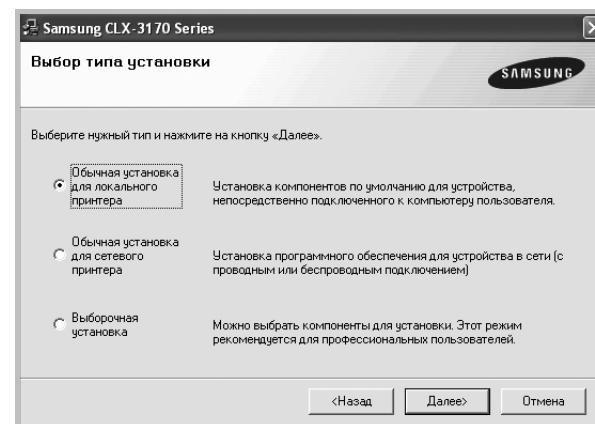 Samsung CLX-3170 Series
Выбор типа установки
SAMSUNG
Выберите нужный тип и нажмите на кнопку «Далее».
Обычная установка
для локального
принтера
Установка компонентов по умолчанию для устройства,
непосредственно подключенного к компьютеру пользователя.
Обычная установка
для сетевого
принтера
Установка программного обеспечения для устройства в сети (с
проводным или беспроводным подключением)
Выборочная
установка
Можно выбрать компоненты для установки. Этот режим
рекомендуется для профессиональных пользователей.
<Назад
Далее>
Отмена